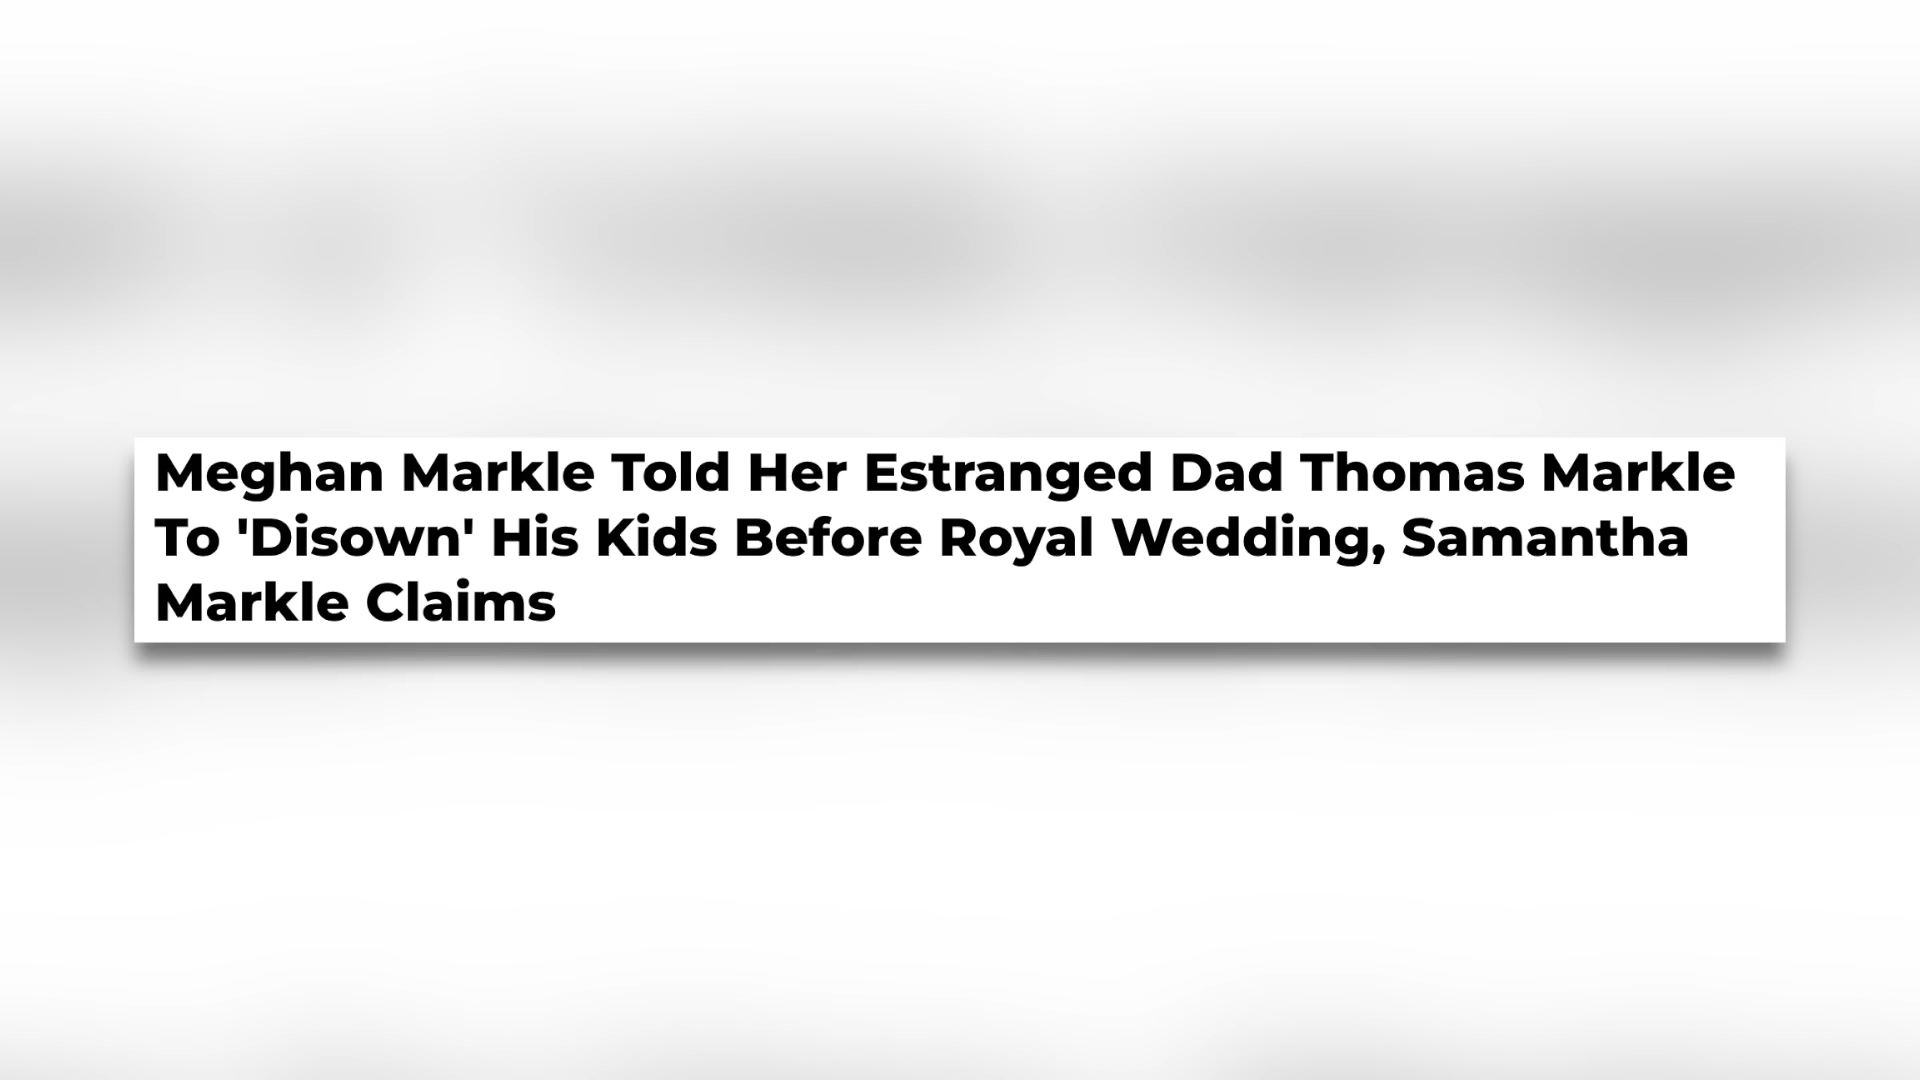 Meghan Markle Told Her Estranged Dad Thomas Markle
To 'Disown' His Kids Before Royal Wedding, Samantha
Markle Claims